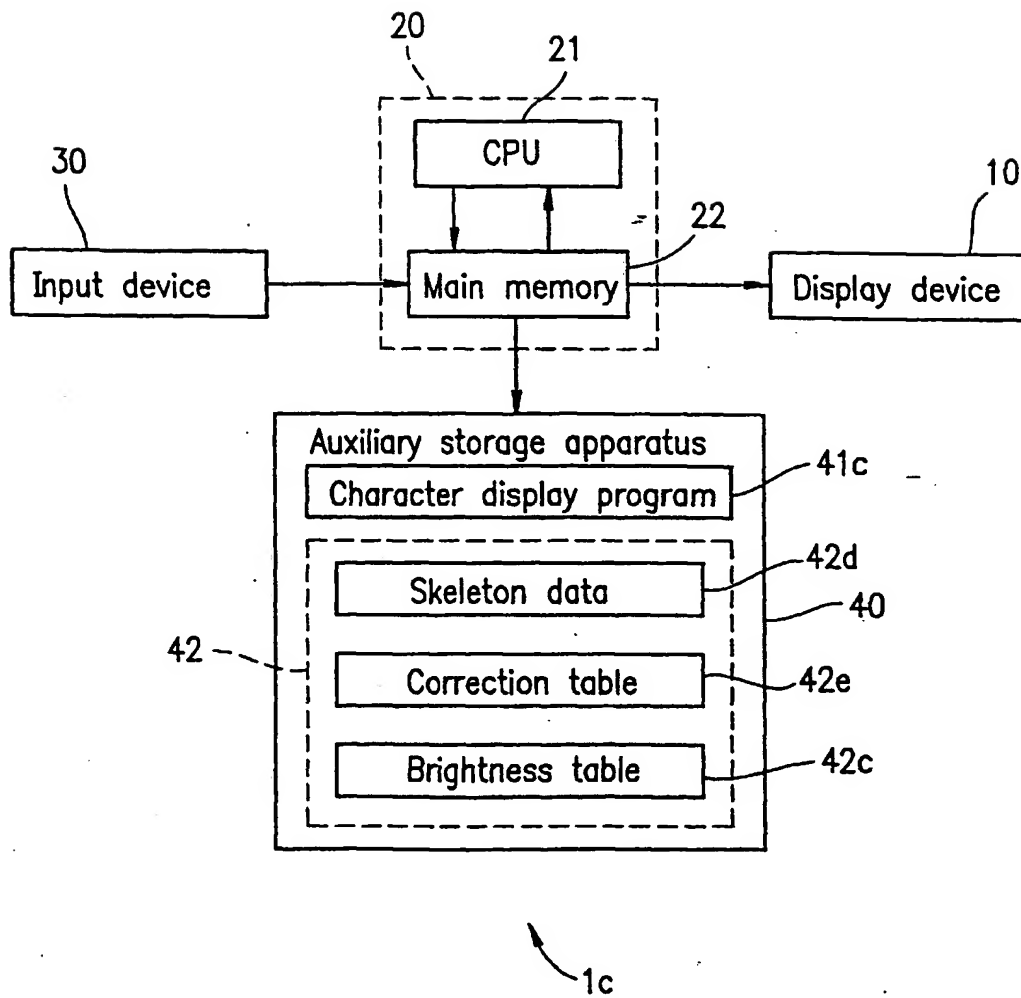 20
21
CPU
30
10
22
Input device
Main memory
Display device
Auxiliary storage apparatus
41c
Character display program
42d
Skeleton data
40
42
Correction table
42e
Brightness table
42c
1c